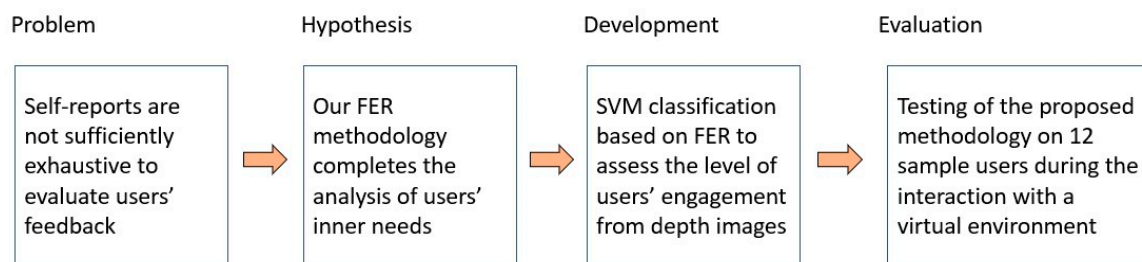 Problem
Self-reports are
not sufficiently
exhaustive to
evaluate users’
feedback
Hypothesis
Our FER
methodology
completes the
analysis of users’
inner needs
Development
SVM classification
based on FER to
assess the level of
users’ engagement
from depth images
Evaluation
Testing of the proposed
methodology on 12
sample users during the
interaction with a
virtual environment